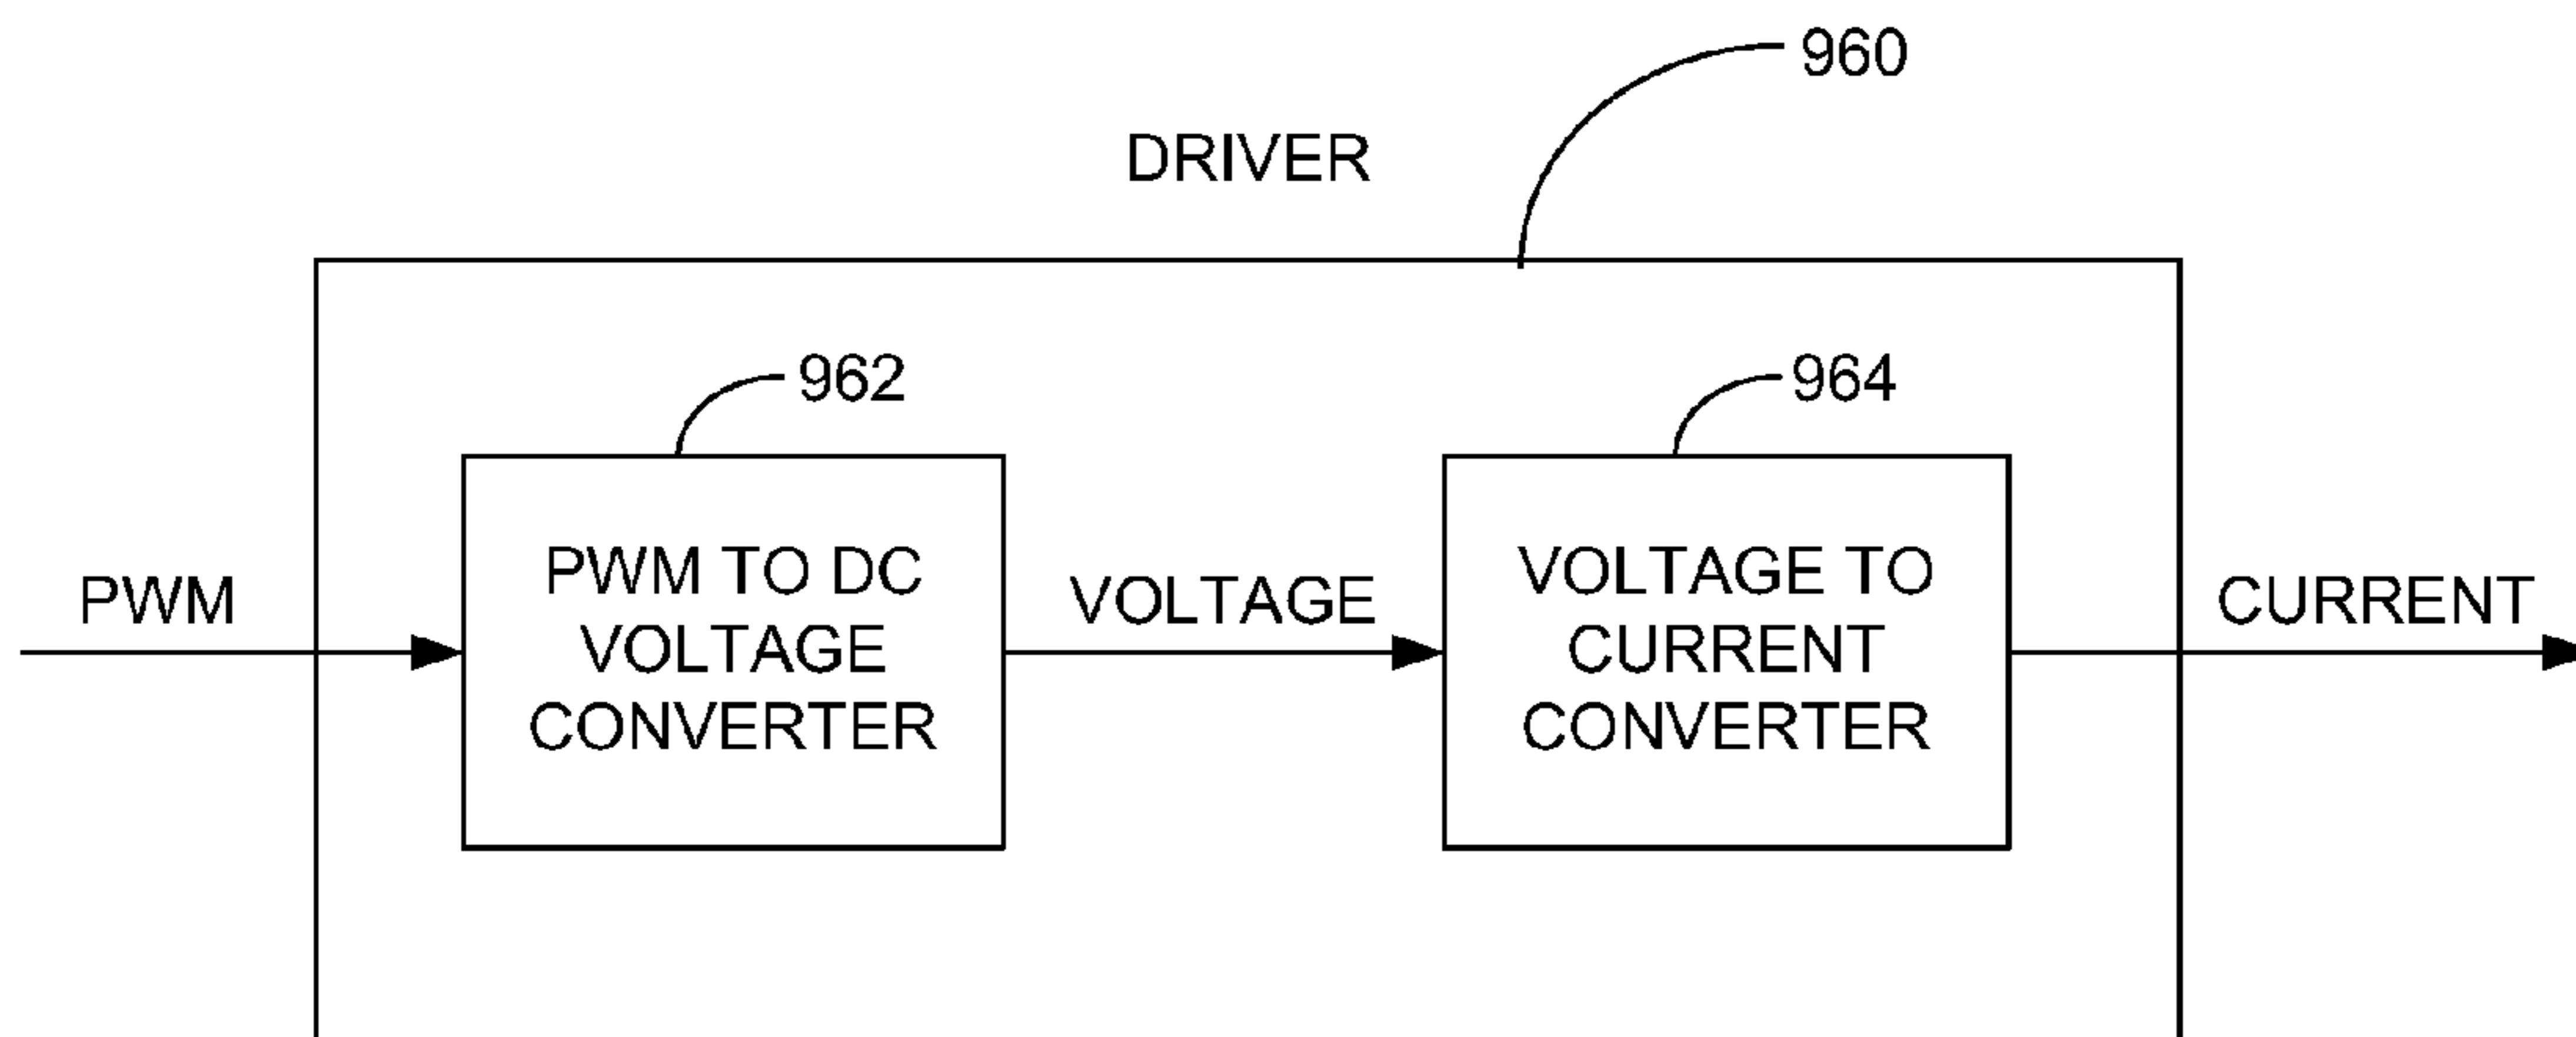 960
DRIVER
962
964
PWM
PWM TO DC
VOLTAGE
CONVERTER
VOLTAGE
VOLTAGE TO
CURRENT
CONVERTER
CURRENT